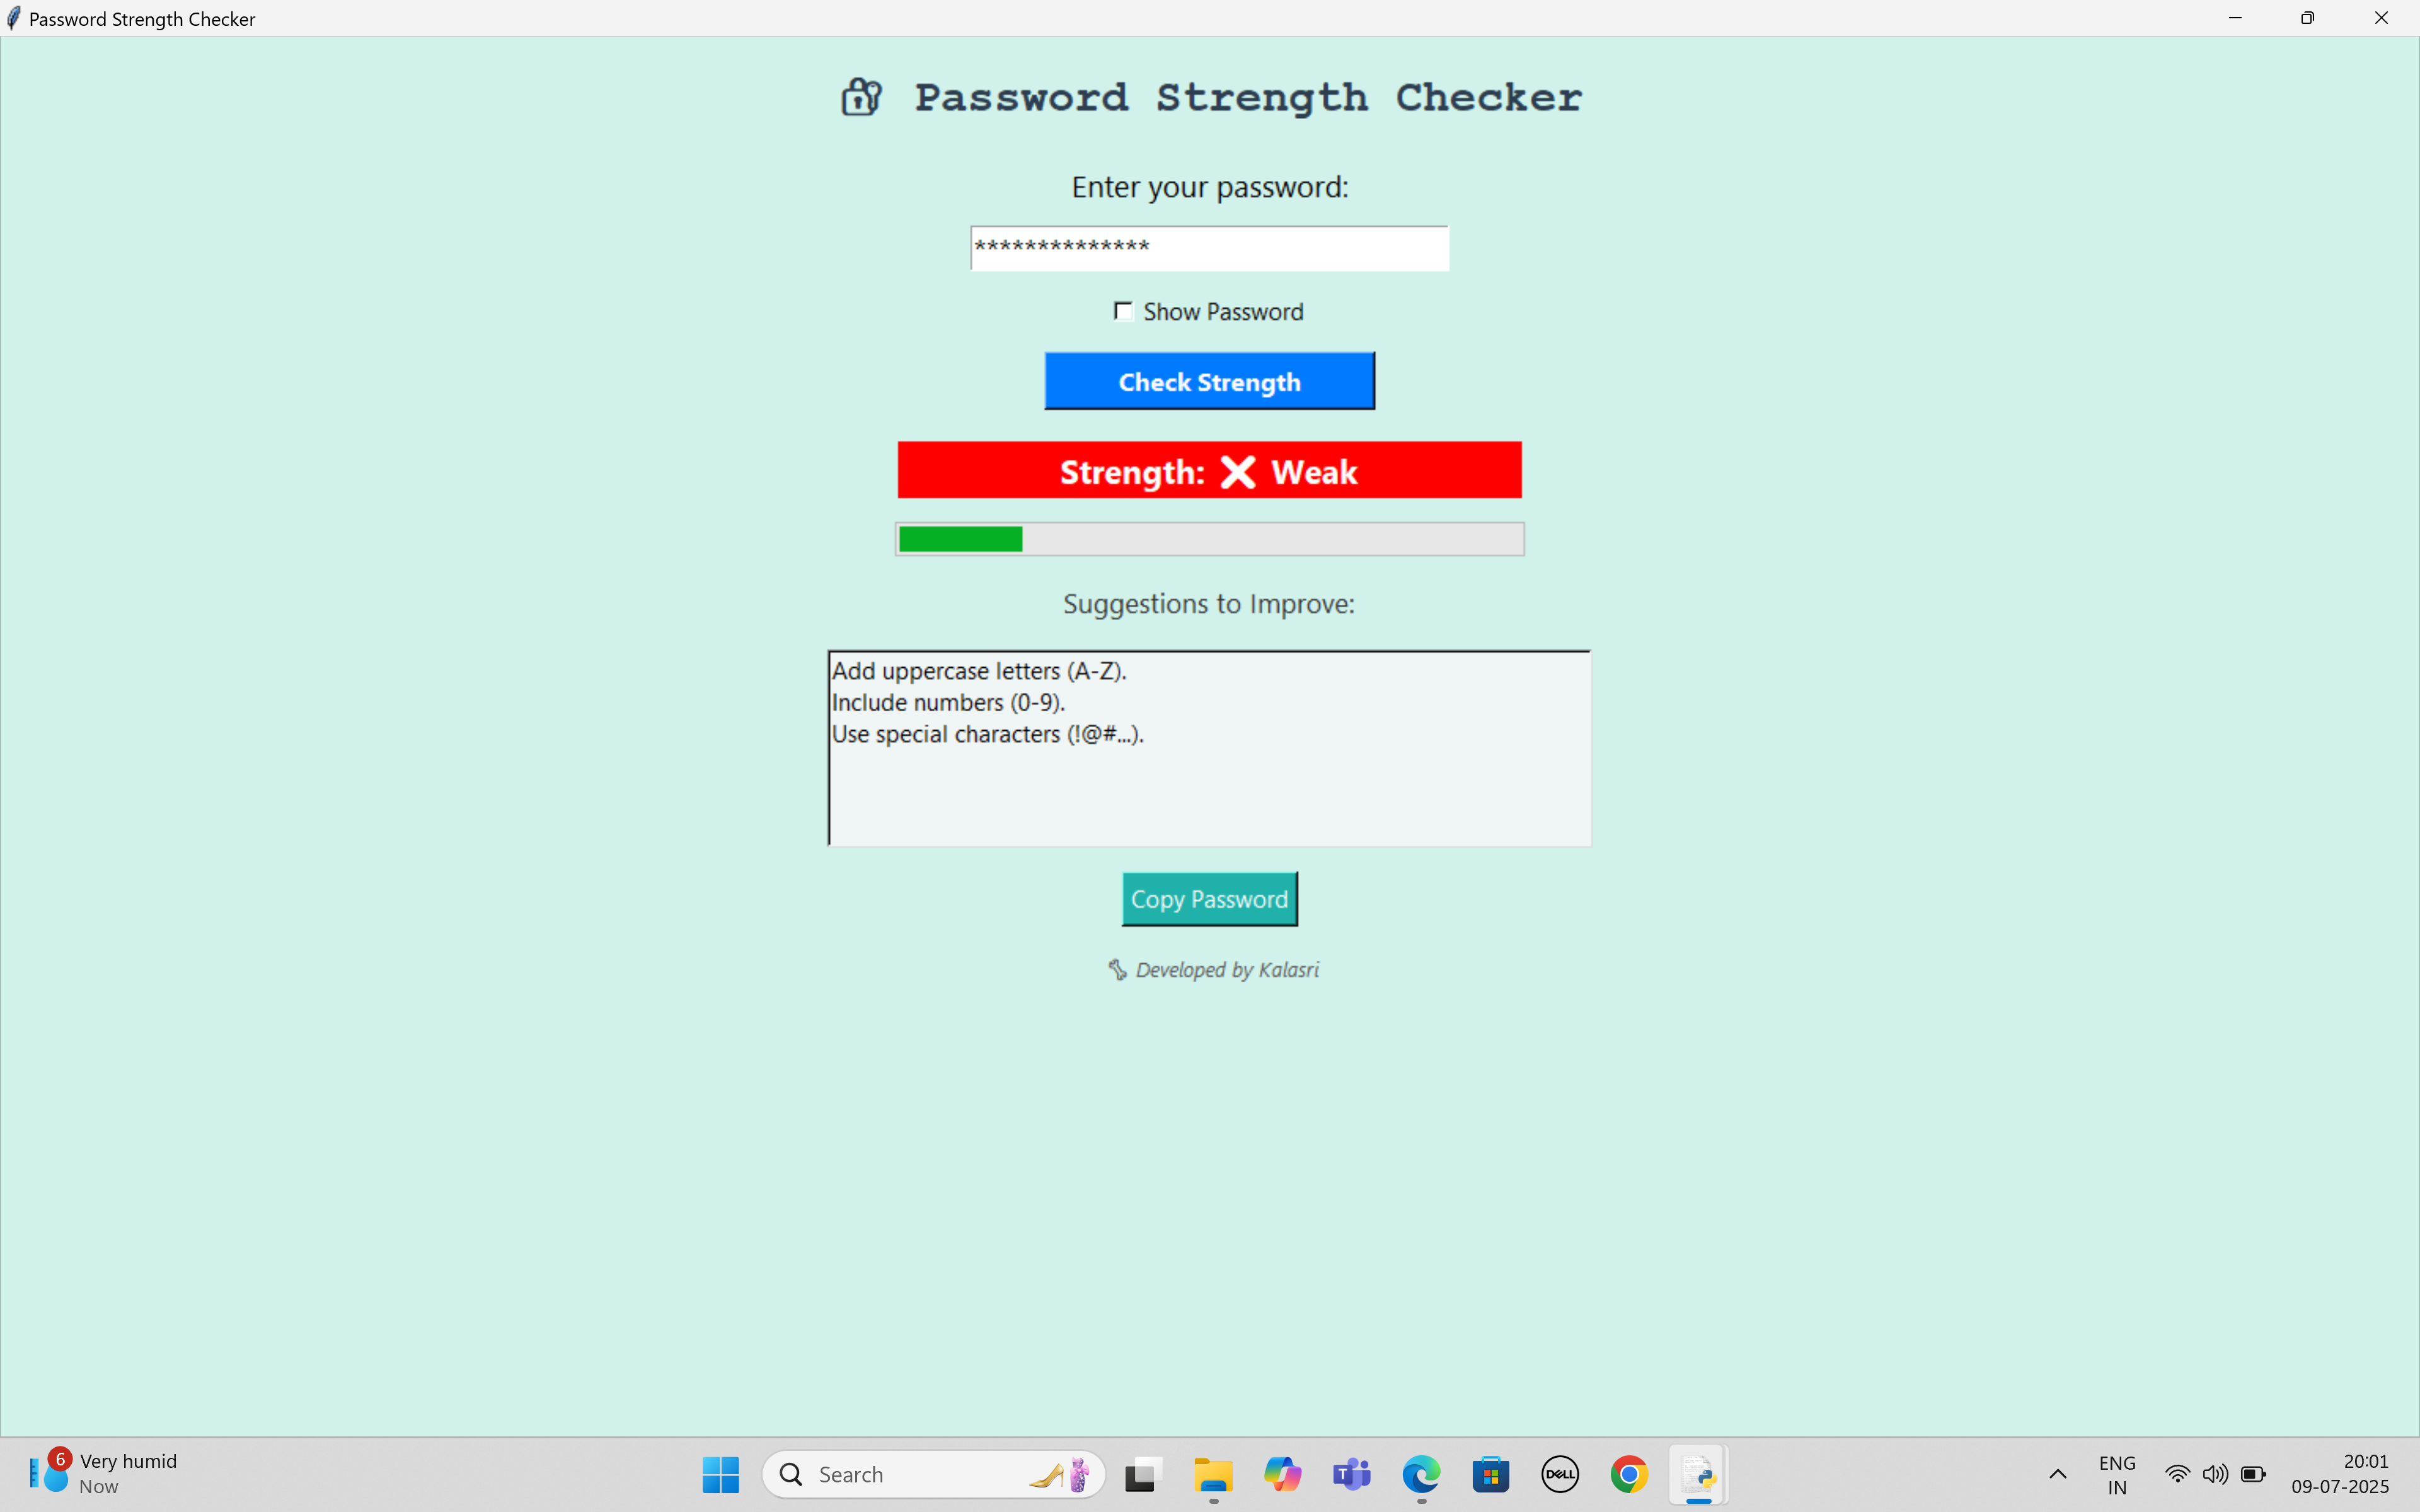 Password Strength Checker
🔐 Password Strength Checker
Enter your password:
**************
Show Password
Check Strength
Strength: ❌ Weak
Suggestions to Improve:
Add uppercase letters (A-Z).
Include numbers (0-9).
Use special characters (!@#...).
Copy Password
🔧 Developed by Kalasri
6
Very humid
Now
Search
T
DELL
ENG
IN
20:01
09-07-2025